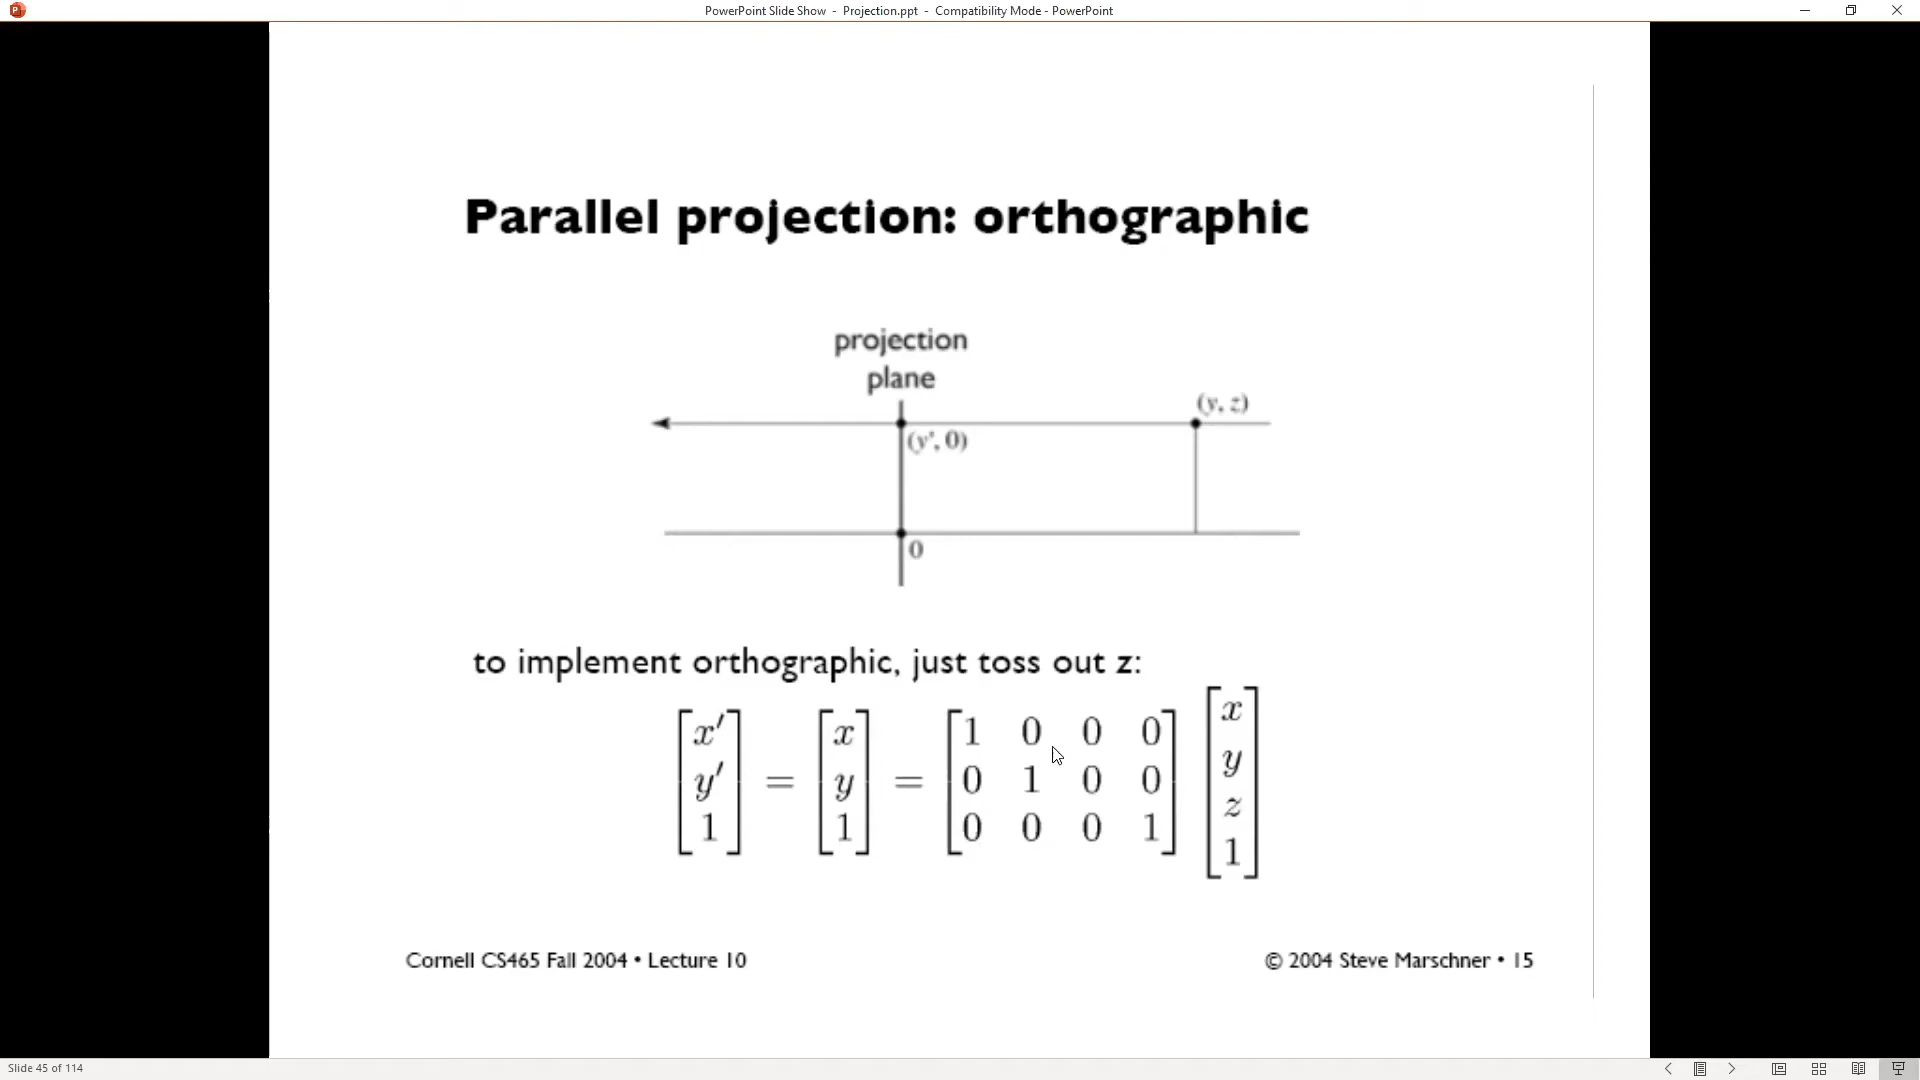 PowerPoint Slide Show - Projection.ppt - Compatibility Mode - PowerPoint
Parallel projection: orthographic
projection
plane
(y, z)
(y', 0)
0
to implement orthographic, just toss out z:
[x′ y′ 1] = [x y 1] = [1 0 0 0; 0 1 0 0; 0 0 0 1] [x y z 1]
Cornell CS465 Fall 2004 • Lecture 10
© 2004 Steve Marschner • 15
Slide 45 of 114